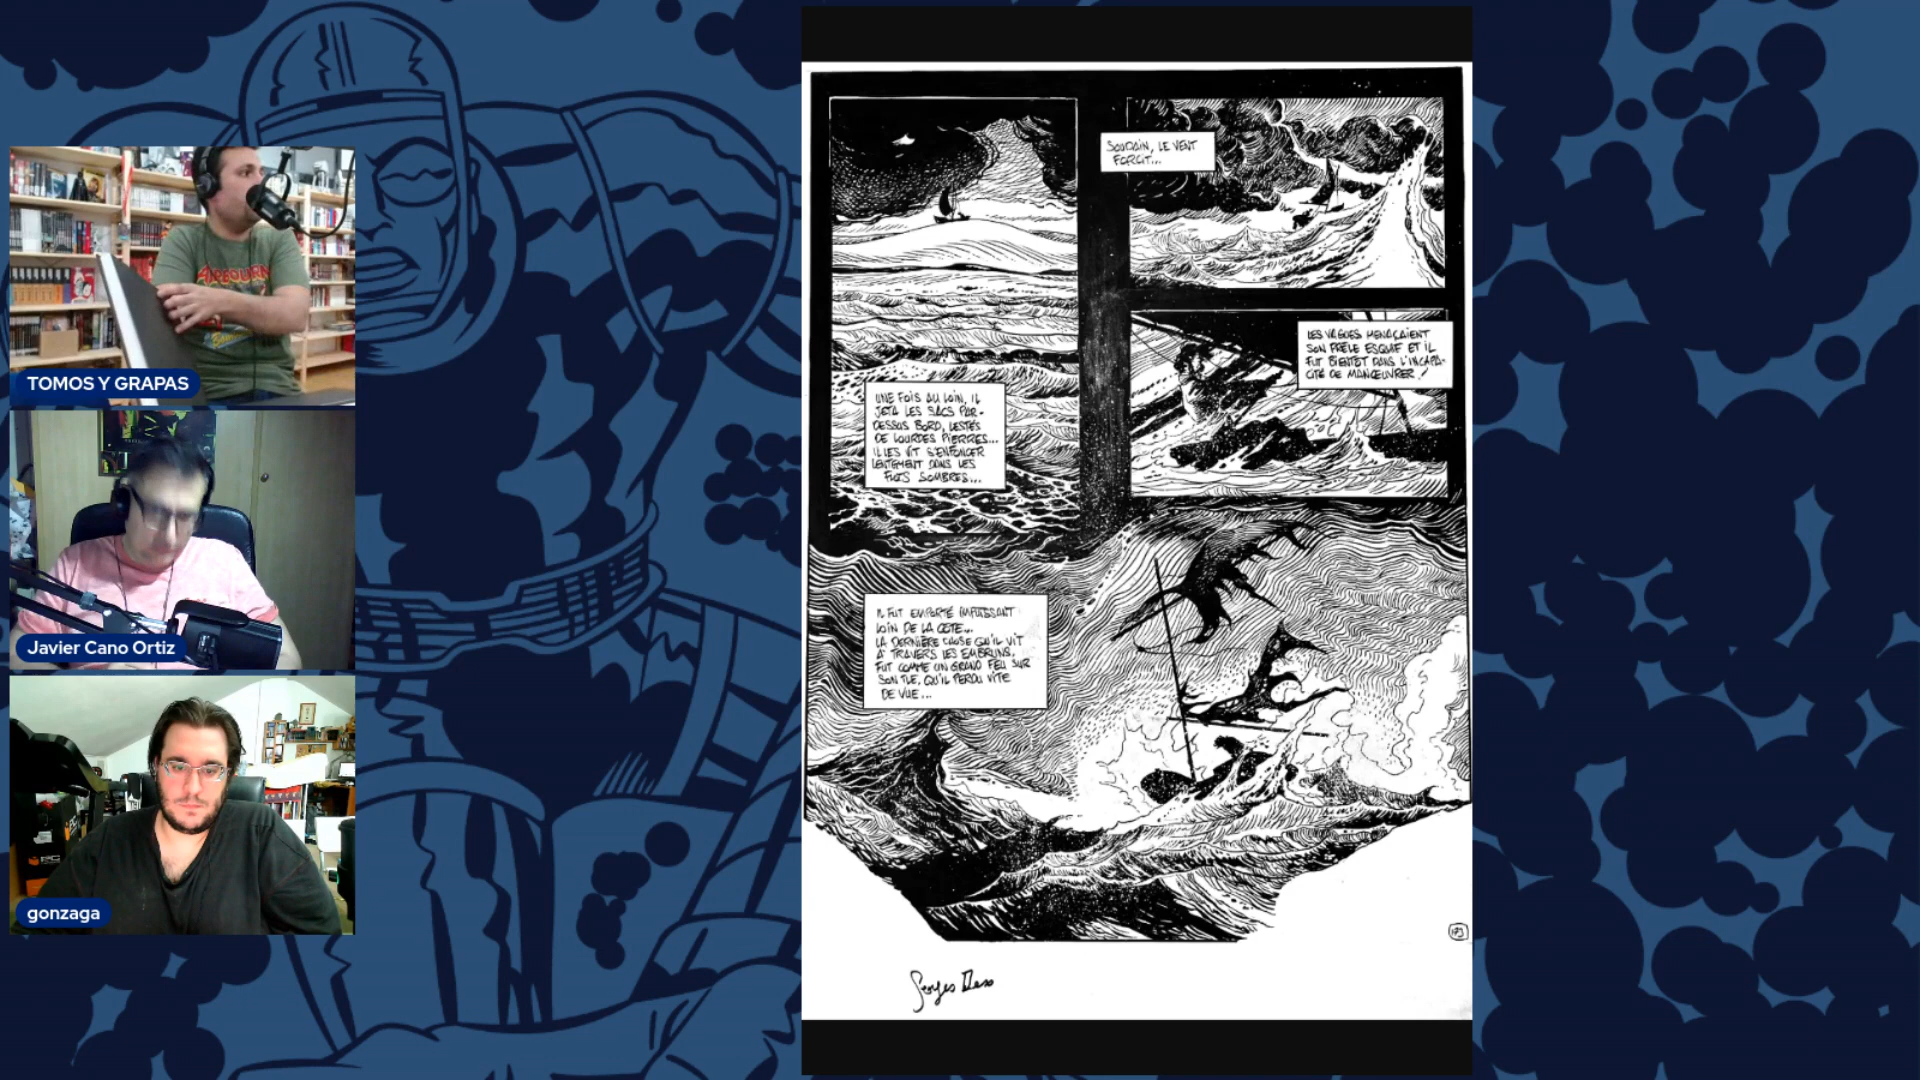 TOMOS Y GRAPAS
Javier Cano Ortiz
gonzaga
UNE FOIS AU LOIN, IL
JETA LES SACS PAR-
DESSUS BORD, LESTÉS
DE LOURDES PIERRES...
IL LES VIT S'ENFONCER
LENTEMENT DANS LES
FLOTS SOMBRES...
SOUDAIN, LE VENT
FORCIT...
LES VAGUES MENAÇAIENT
SON FRÊLE ESQUIF ET IL
FUT BIENTÔT DANS L'INCAPA-
CITÉ DE MANŒUVRER!
IL FUT EMPORTÉ IMPUISSANT
LOIN DE LA CÔTE...
LA DERNIÈRE CHOSE QU'IL VIT
À TRAVERS LES EMBRUNS,
FUT COMME UN GRAND FEU SUR
SON ÎLE, QU'IL PERDU VITE
DE VUE...
Georges Bess